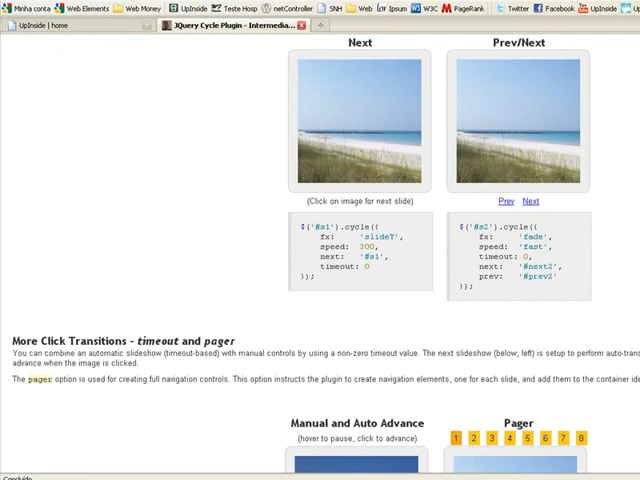 Minha conta Web Elements Web Money UpInside Teste Hosp netController SNH Web Ipsum W3C PageRank Twitter Facebook YouTube Up
UpInside | home JQuery Cycle Plugin - Intermedia...
Next Prev/Next
(Click on image for next slide) Prev Next
$('#s1').cycle({
fx: 'slideY',
speed: 300,
next: '#s1',
timeout: 0
});
$('#s2').cycle({
fx: 'fade',
speed: 'fast',
timeout: 0,
next: '#next2',
prev: '#prev2'
});
More Click Transitions - timeout and pager
You can combine an automatic slideshow (timeout-based) with manual controls by using a non-zero timeout value. The next slideshow (below, left) is setup to perform auto-trans
advance when the image is clicked.
The pager option is used for creating full navigation controls. This option instructs the plugin to create navigation elements, one for each slide, and add them to the container ide
Manual and Auto Advance Pager
(hover to pause, click to advance) 1 2 3 4 5 6 7 8
Concluído